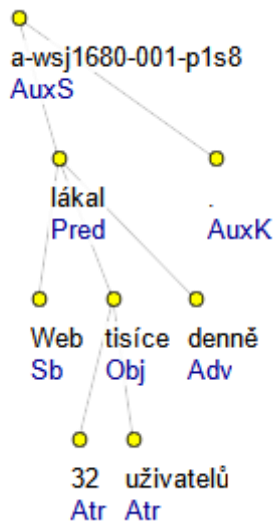 a-wsj1680-001-p1s8
AuxS
lákal .
Pred AuxK
Web tisíce denně
Sb Obj Adv
32 uživatelů
Atr Atr